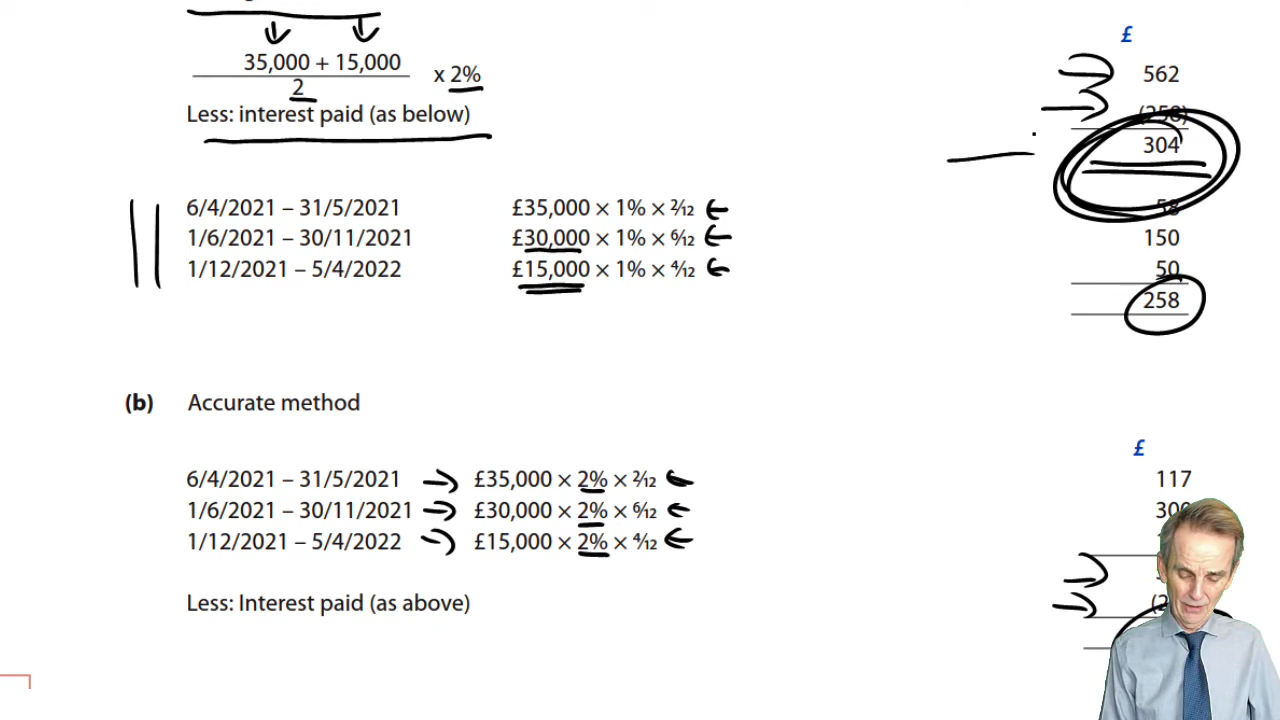 £
35,000 + 15,000
2
x 2%
562
Less: interest paid (as below)
(258)
304
6/4/2021 – 31/5/2021 £35,000 × 1% × 2/12 58
1/6/2021 – 30/11/2021 £30,000 × 1% × 6/12 150
1/12/2021 – 5/4/2022 £15,000 × 1% × 4/12 50
258
(b) Accurate method
£
6/4/2021 – 31/5/2021 £35,000 × 2% × 2/12 117
1/6/2021 – 30/11/2021 £30,000 × 2% × 6/12
1/12/2021 – 5/4/2022 £15,000 × 2% × 4/12
Less: Interest paid (as above)